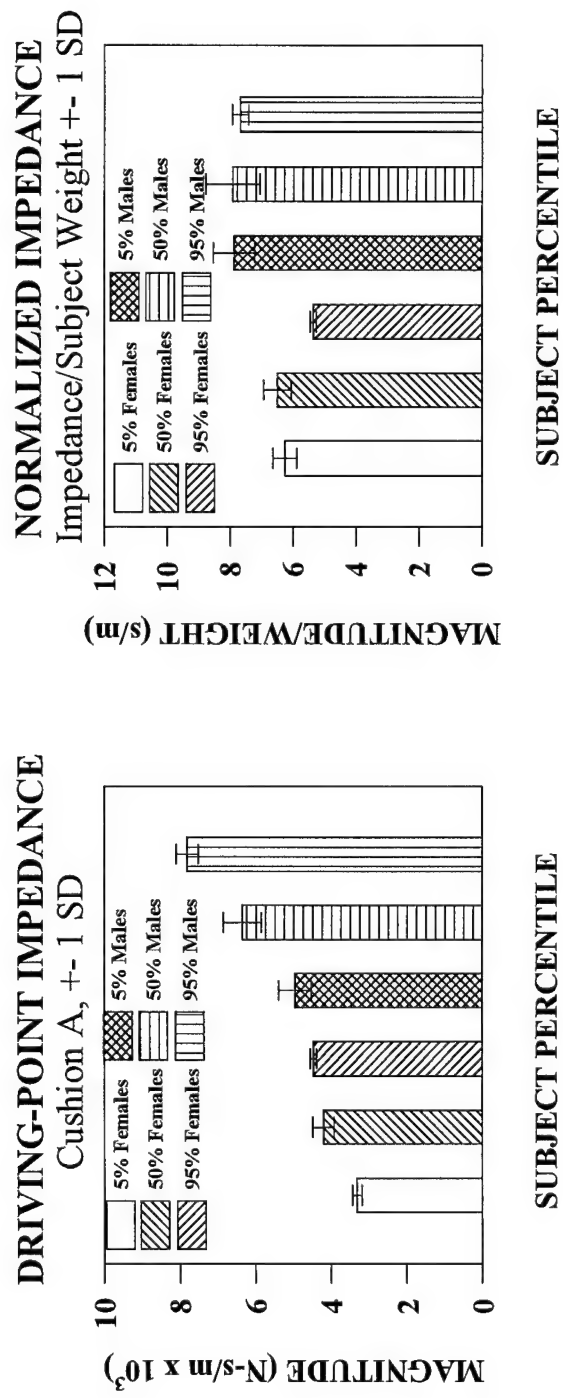 DRIVING-POINT IMPEDANCE
Cushion A, +- 1 SD
5% Females
5% Males
50% Females
50% Males
95% Females
95% Males
MAGNITUDE (N-s/m x 10³)
10
8
6
4
2
0
SUBJECT PERCENTILE
NORMALIZED IMPEDANCE
Impedance/Subject Weight +- 1 SD
5% Females
5% Males
50% Females
50% Males
95% Females
95% Males
MAGNITUDE/WEIGHT (s/m)
12
10
8
6
4
2
0
SUBJECT PERCENTILE